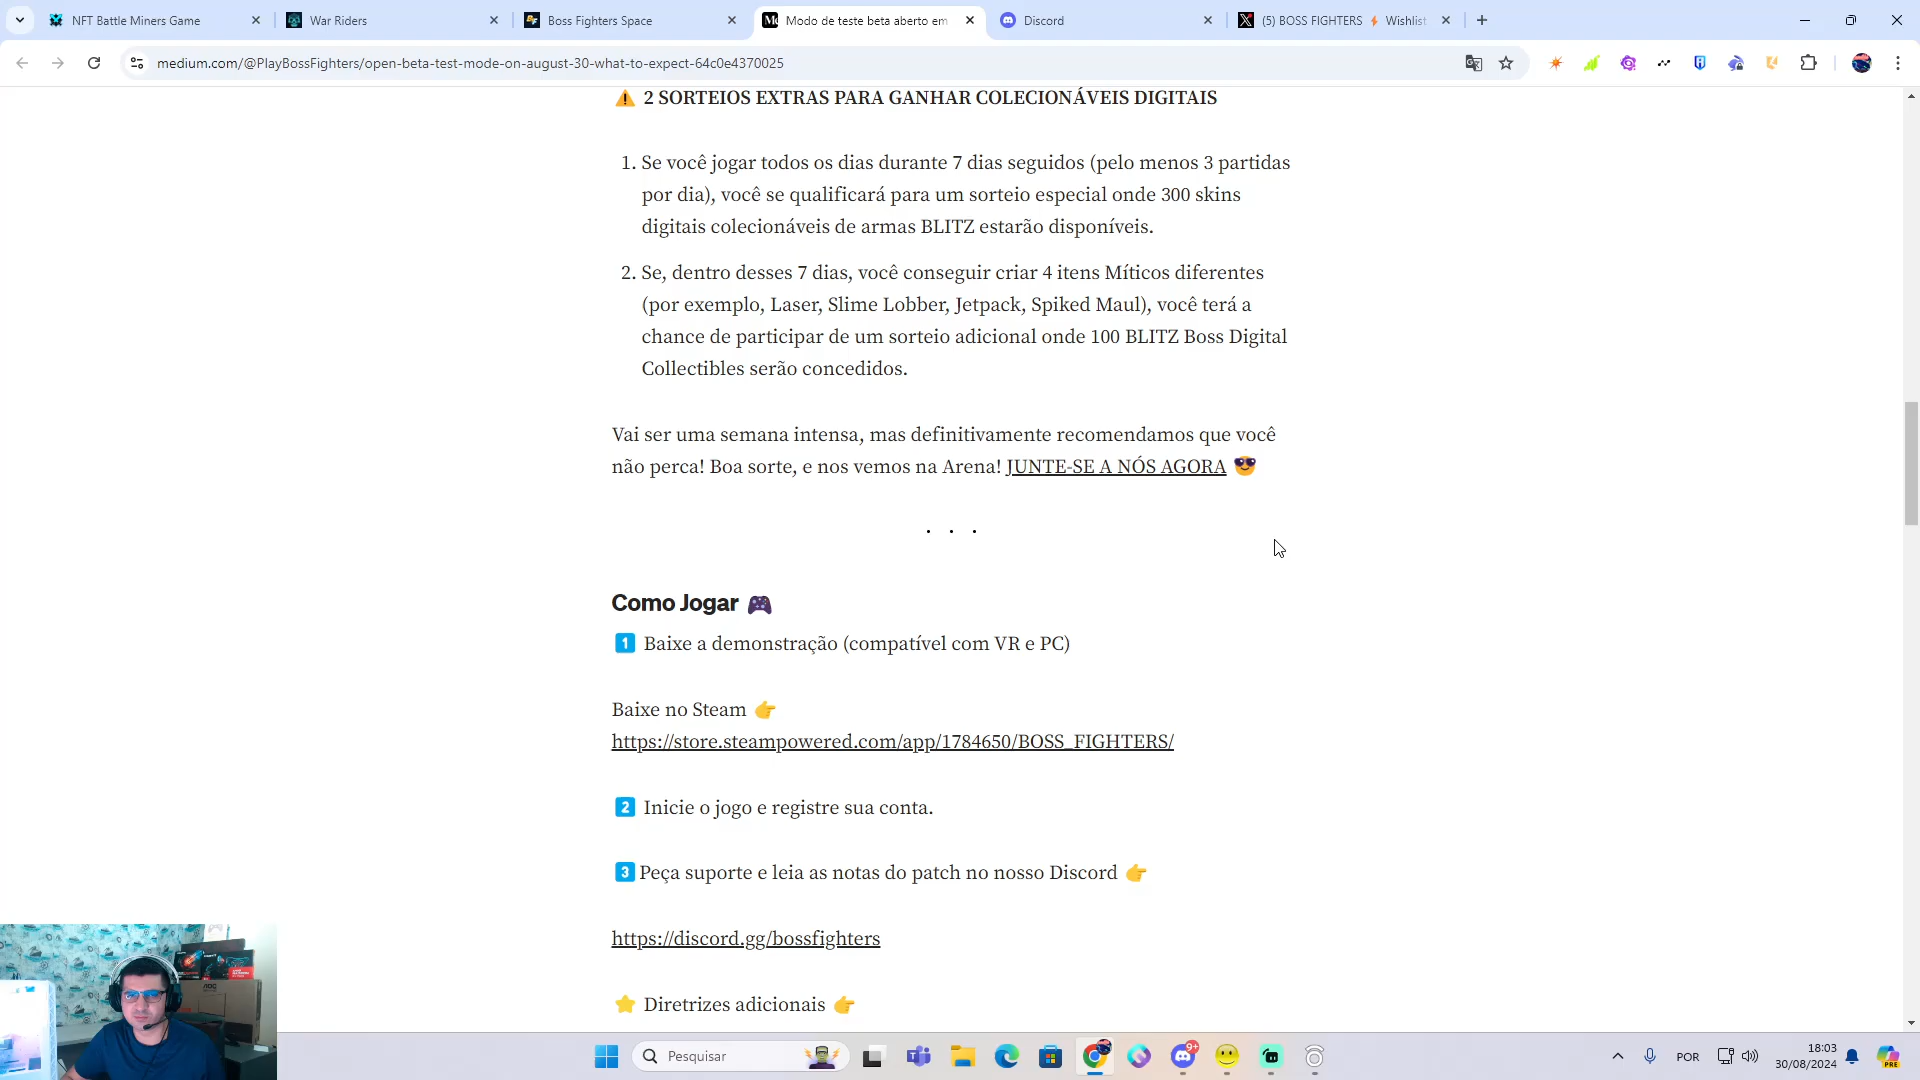 NFT Battle Miners Game
War Riders
Boss Fighters Space
Modo de teste beta aberto em
Discord
(5) BOSS FIGHTERS ⚡ Wishlist
medium.com/@PlayBossFighters/open-beta-test-mode-on-august-30-what-to-expect-64c0e4370025
⚠️ 2 SORTEIOS EXTRAS PARA GANHAR COLECIONÁVEIS DIGITAIS
1. Se você jogar todos os dias durante 7 dias seguidos (pelo menos 3 partidas
por dia), você se qualificará para um sorteio especial onde 300 skins
digitais colecionáveis de armas BLITZ estarão disponíveis.
2. Se, dentro desses 7 dias, você conseguir criar 4 itens Míticos diferentes
(por exemplo, Laser, Slime Lobber, Jetpack, Spiked Maul), você terá a
chance de participar de um sorteio adicional onde 100 BLITZ Boss Digital
Collectibles serão concedidos.
Vai ser uma semana intensa, mas definitivamente recomendamos que você
não perca! Boa sorte, e nos vemos na Arena! JUNTE-SE A NÓS AGORA 😎
. . .
Como Jogar 🎮
1️⃣ Baixe a demonstração (compatível com VR e PC)
Baixe no Steam 👉
https://store.steampowered.com/app/1784650/BOSS_FIGHTERS/
2️⃣ Inicie o jogo e registre sua conta.
3️⃣ Peça suporte e leia as notas do patch no nosso Discord 👉
https://discord.gg/bossfighters
⭐ Diretrizes adicionais 👉
Pesquisar
9+
POR
18:03
30/08/2024
PRE